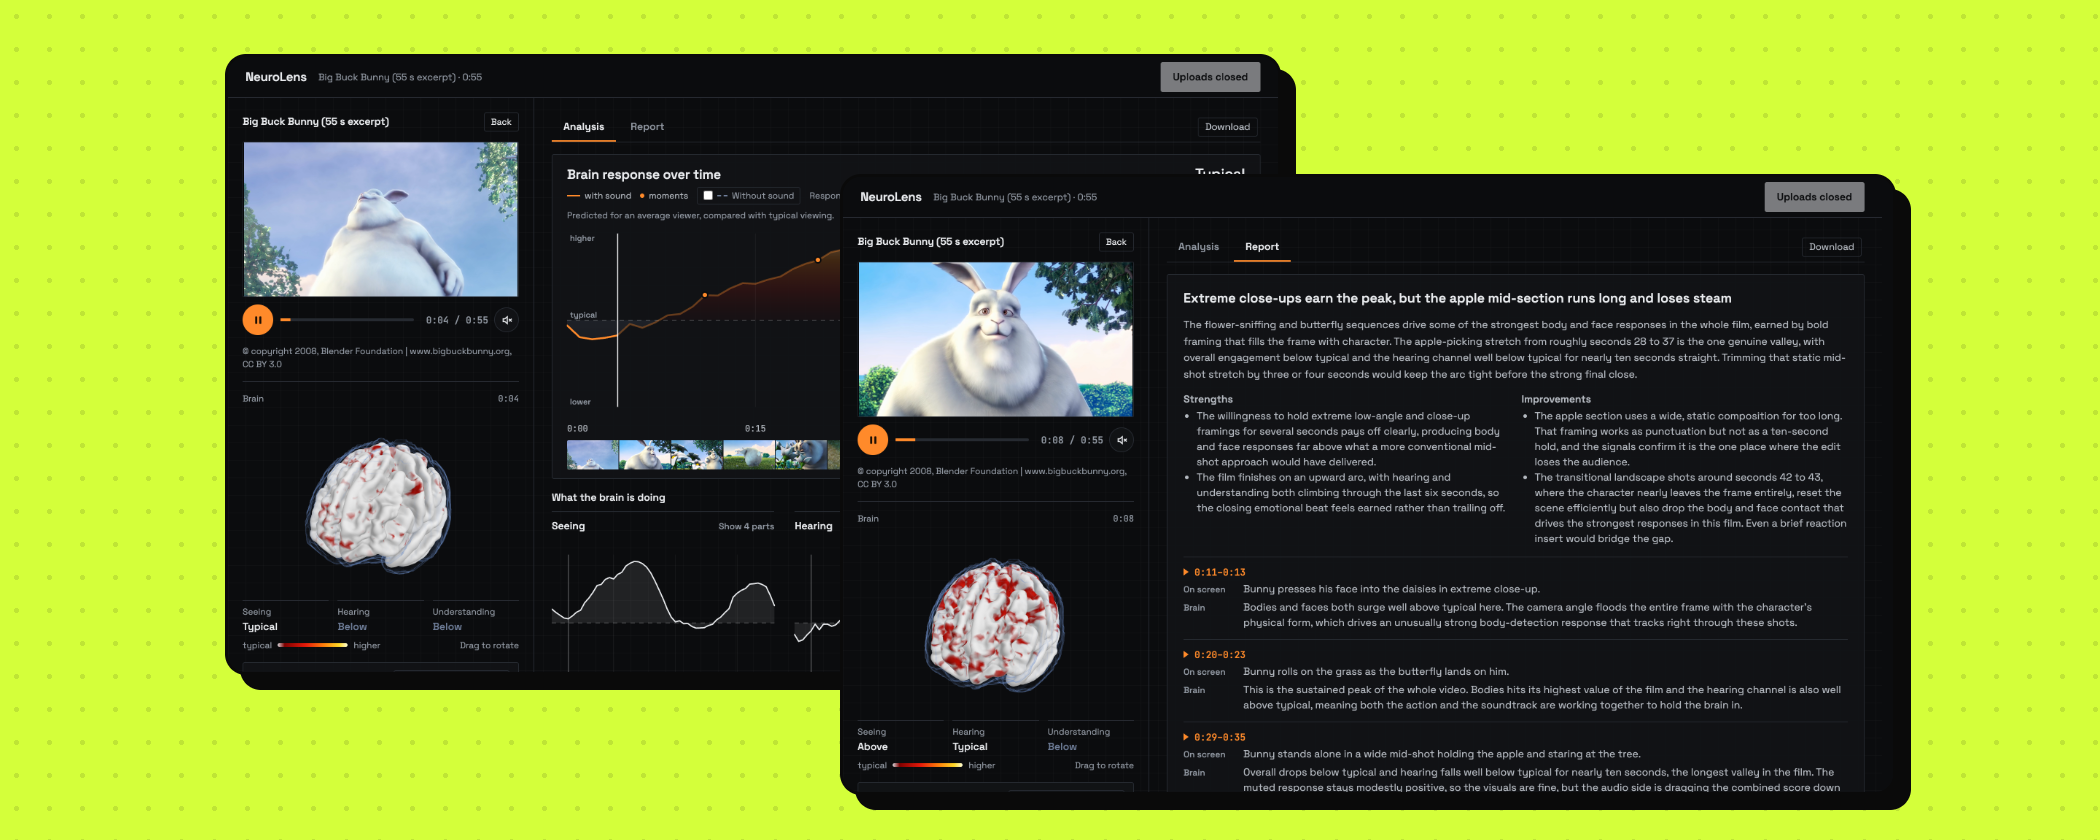 NeuroLens Big Buck Bunny (55 s excerpt) · 0:55
Uploads closed
Big Buck Bunny (55 s excerpt)
Back
0:04 / 0:55
© copyright 2008, Blender Foundation | www.bigbuckbunny.org,
CC BY 3.0
Brain 0:04
Seeing Hearing Understanding
Typical Below Below
typical higher Drag to rotate
Analysis Report Download
Brain response over time
with sound moments -- Without sound
Predicted for an average viewer, compared with typical viewing.
higher
typical
lower
0:00 0:15
What the brain is doing
Seeing Show 4 parts Hearing
NeuroLens Big Buck Bunny (55 s excerpt) · 0:55
Uploads closed
Big Buck Bunny (55 s excerpt)
Back
0:08 / 0:55
© copyright 2008, Blender Foundation | www.bigbuckbunny.org,
CC BY 3.0
Brain 0:08
Seeing Hearing Understanding
Above Typical Below
typical higher Drag to rotate
Analysis Report Download
Extreme close-ups earn the peak, but the apple mid-section runs long and loses steam
The flower-sniffing and butterfly sequences drive some of the strongest body and face responses in the whole film, earned by bold
framing that fills the frame with character. The apple-picking stretch from roughly seconds 28 to 37 is the one genuine valley, with
overall engagement below typical and the hearing channel well below typical for nearly ten seconds straight. Trimming that static mid-
shot stretch by three or four seconds would keep the arc tight before the strong final close.
Strengths
• The willingness to hold extreme low-angle and close-up
framings for several seconds pays off clearly, producing body
and face responses far above what a more conventional mid-
shot approach would have delivered.
• The film finishes on an upward arc, with hearing and
understanding both climbing through the last six seconds, so
the closing emotional beat feels earned rather than trailing off.
Improvements
• The apple section uses a wide, static composition for too long.
That framing works as punctuation but not as a ten-second
hold, and the signals confirm it is the one place where the edit
loses the audience.
• The transitional landscape shots around seconds 42 to 43,
where the character nearly leaves the frame entirely, reset the
scene efficiently but also drop the body and face contact that
drives the strongest responses in this film. Even a brief reaction
insert would bridge the gap.
0:11-0:13
On screen Bunny presses his face into the daisies in extreme close-up.
Brain Bodies and faces both surge well above typical here. The camera angle floods the entire frame with the character's
physical form, which drives an unusually strong body-detection response that tracks right through these shots.
0:20-0:23
On screen Bunny rolls on the grass as the butterfly lands on him.
Brain This is the sustained peak of the whole video. Bodies hits its highest value of the film and the hearing channel is also well
above typical, meaning both the action and the soundtrack are working together to hold the brain in.
0:29-0:35
On screen Bunny stands alone in a wide mid-shot holding the apple and staring at the tree.
Brain Overall drops below typical and hearing falls well below typical for nearly ten seconds, the longest valley in the film. The
muted response stays modestly positive, so the visuals are fine, but the audio side is dragging the combined score down